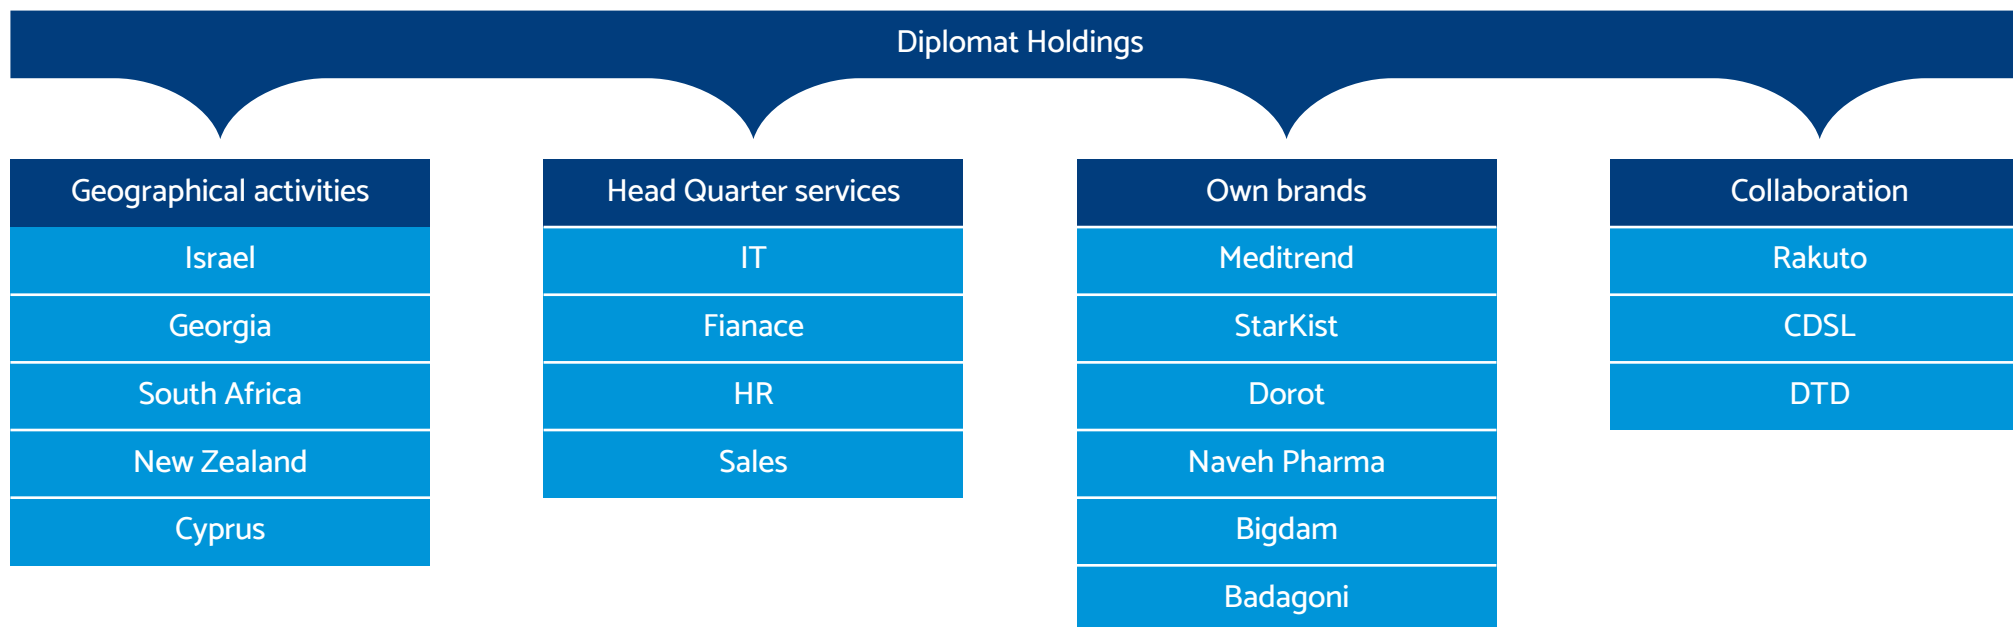 Diplomat Holdings
Geographical activities
Israel
Georgia
South Africa
New Zealand
Cyprus
Head Quarter services
IT
Fianace
HR
Sales
Own brands
Meditrend
StarKist
Dorot
Naveh Pharma
Bigdam
Badagoni
Collaboration
Rakuto
CDSL
DTD